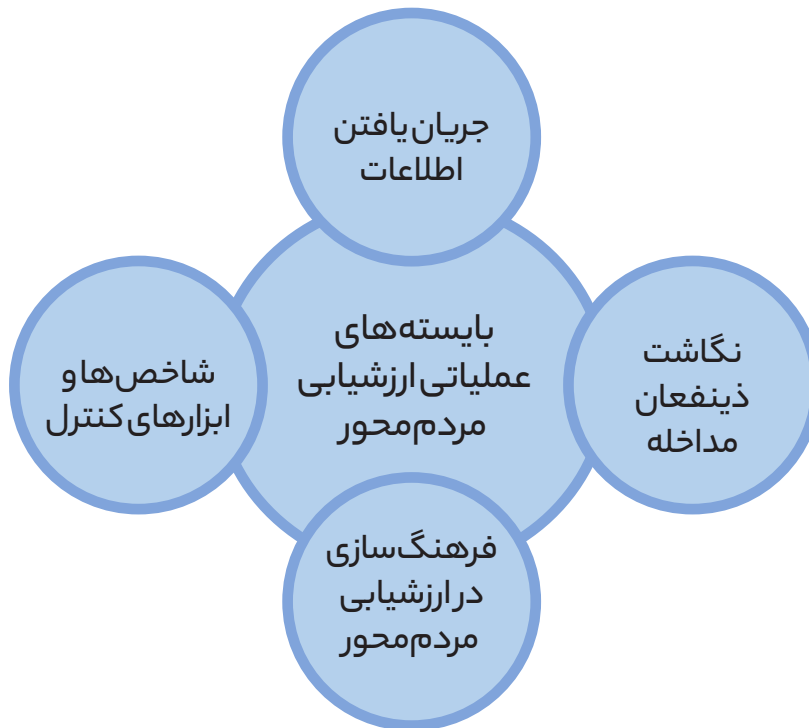 جریان یافتن
اطلاعات
بایسته‌های
عملیاتی ارزشیابی
مردم‌محور
نگاشت
ذینفعان
مداخله
شاخص‌ها و
ابزارهای کنترل
فرهنگ‌سازی
در ارزشیابی
مردم‌محور